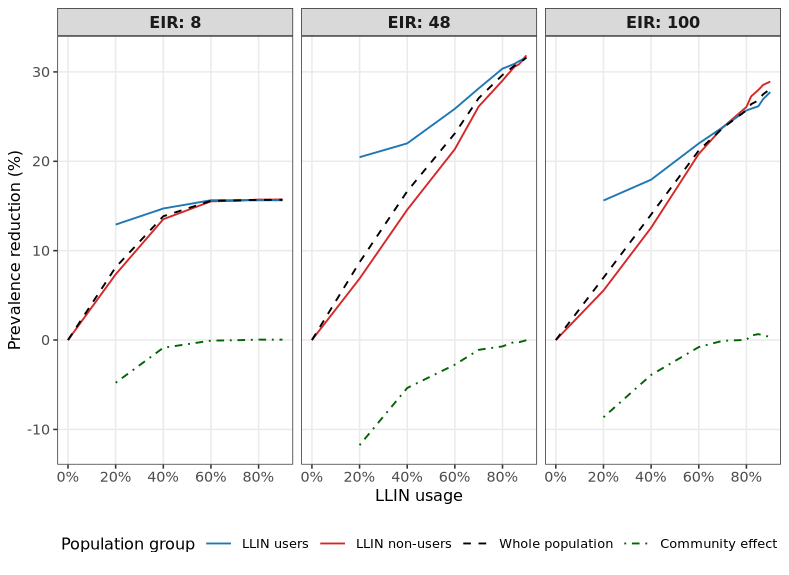 EIR: 8 EIR: 48 EIR: 100
Prevalence reduction (%)
30
20
10
0
-10
0% 20% 40% 60% 80% 0% 20% 40% 60% 80% 0% 20% 40% 60% 80%
LLIN usage
Population group LLIN users LLIN non-users Whole population Community effect